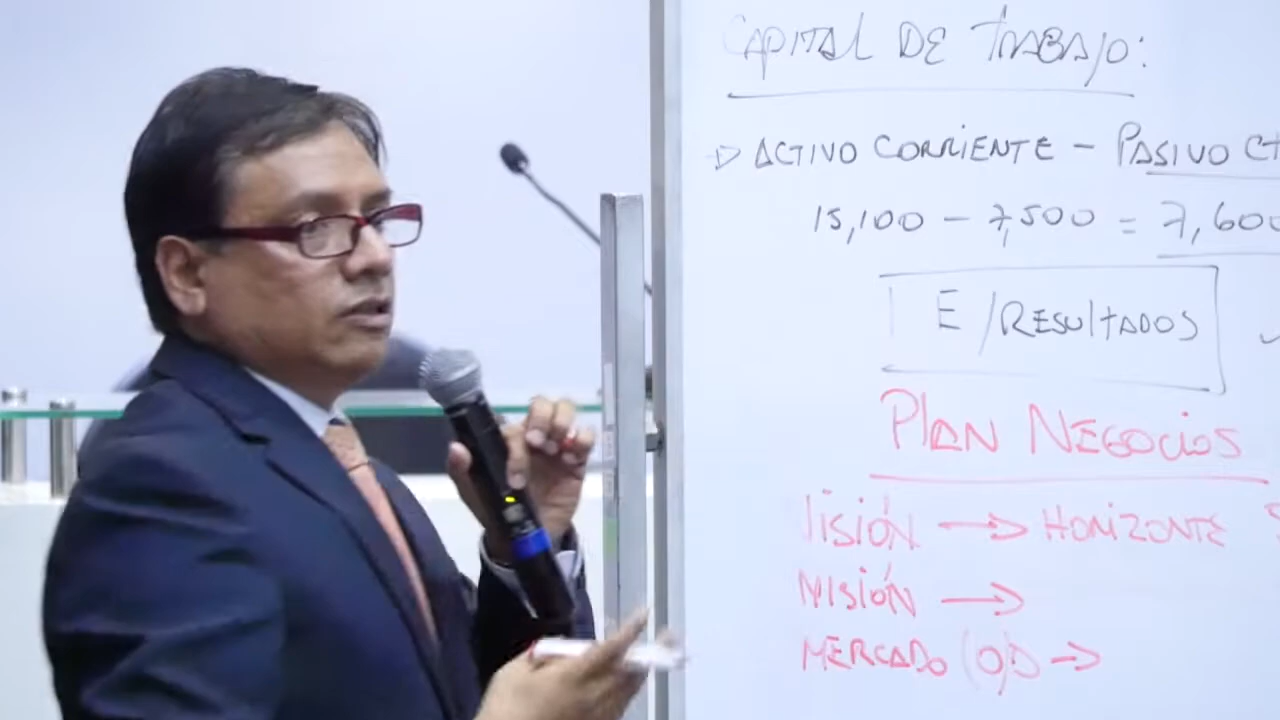 CAPITAL DE TRABAJO:
▷ ACTIVO CORRIENTE - PASIVO CT
15,100 - 7,500 = 7,600
E/RESULTADOS
PLAN NEGOCIOS
VISIÓN → HORIZONTE
MISIÓN →
MERCADO (O/D →